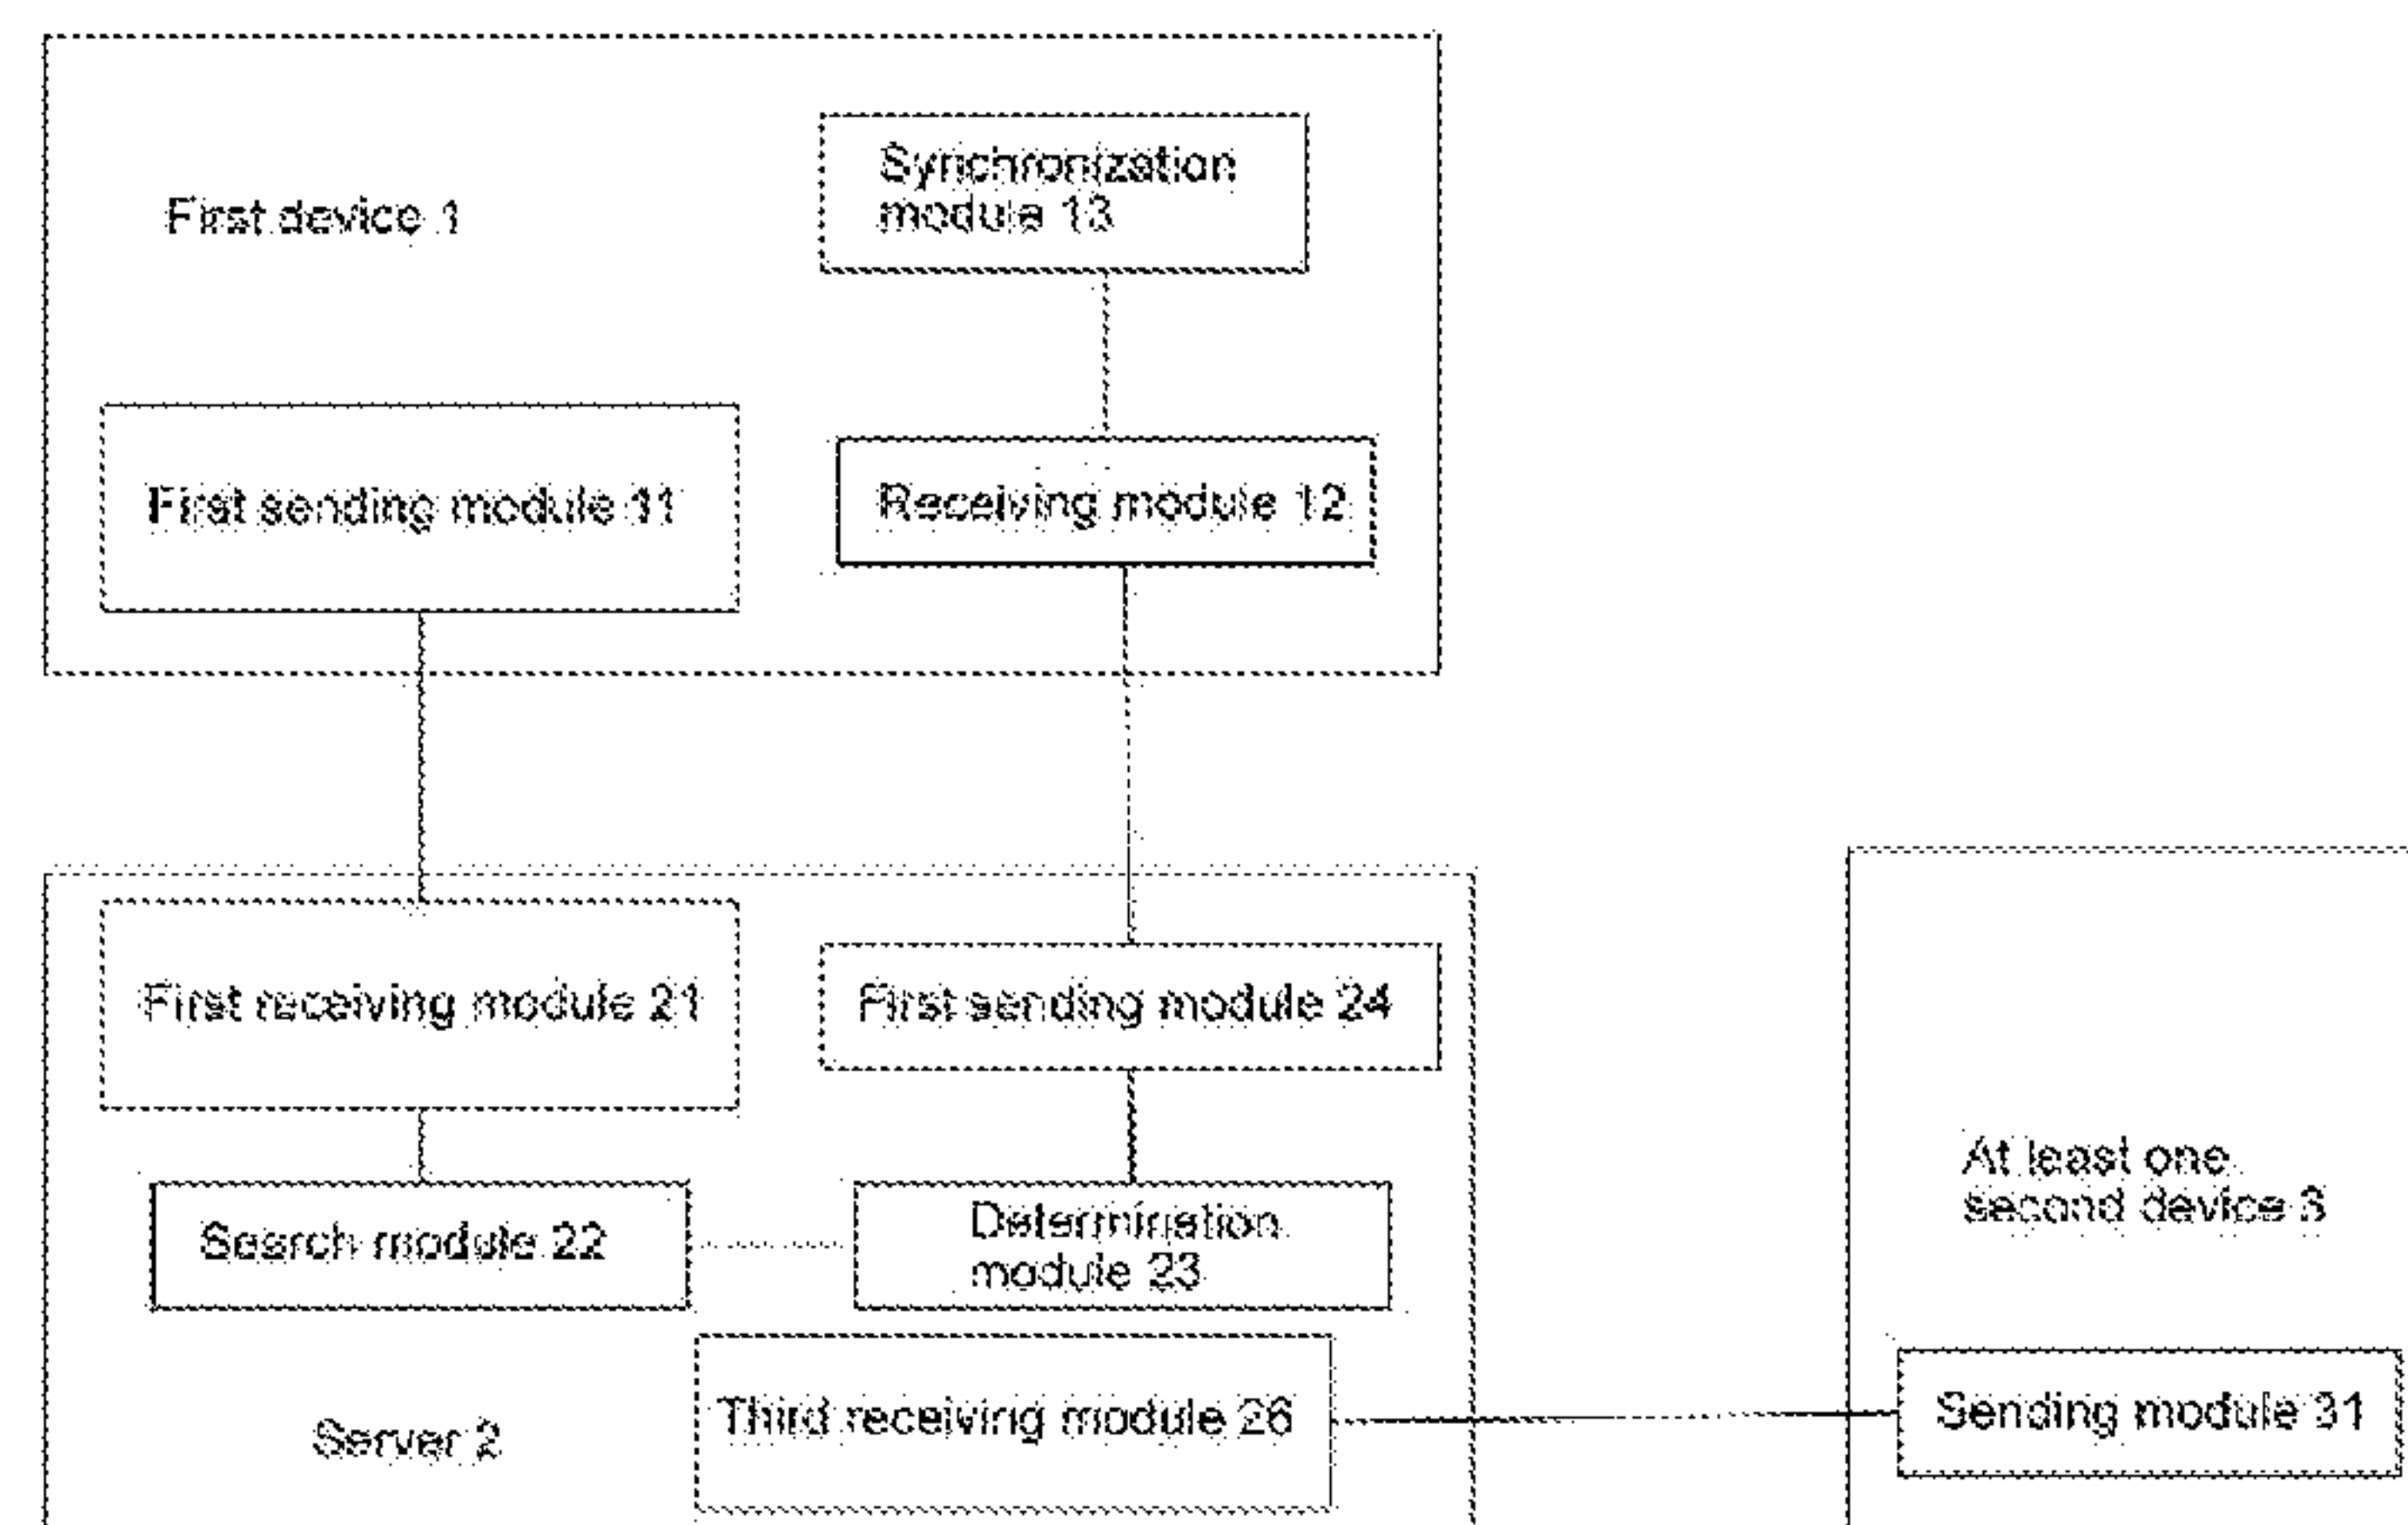 First device 1
Synchronization
module 13
First sending module 11
Receiving module 12
First receiving module 21
First sending module 24
Search module 22
Determination
module 23
At least one
second device 3
Server 2
Third receiving module 26
Sending module 31